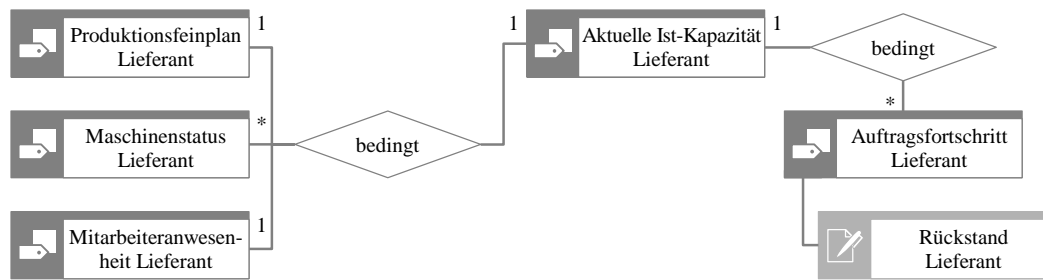 Produktionsfeinplan
Lieferant
1
Maschinenstatus
Lieferant
*
Mitarbeiteranwesen-
heit Lieferant
1
bedingt
1
Aktuelle Ist-Kapazität
Lieferant
1
bedingt
*
Auftragsfortschritt
Lieferant
Rückstand
Lieferant